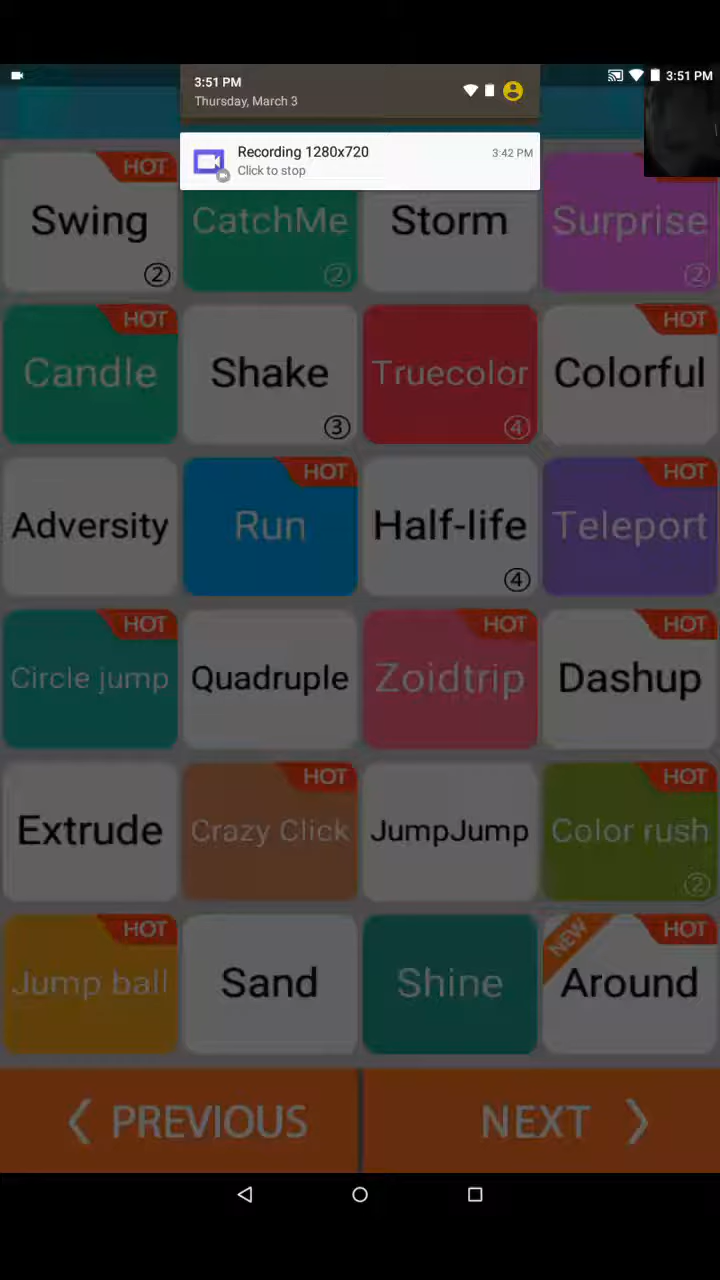 3:51 PM
Thursday, March 3
3:51 PM
Recording 1280x720
3:42 PM
Click to stop
HOT
Swing
②
CatchMe
②
Storm
Surprise
②
HOT
Candle
Shake
③
Truecolor
④
HOT
Colorful
Adversity
HOT
Run
Half-life
④
HOT
Teleport
HOT
Circle jump
Quadruple
HOT
Zoidtrip
HOT
Dashup
Extrude
HOT
Crazy Click
JumpJump
HOT
Color rush
②
HOT
Jump ball
Sand
Shine
NEW
HOT
Around
PREVIOUS
NEXT